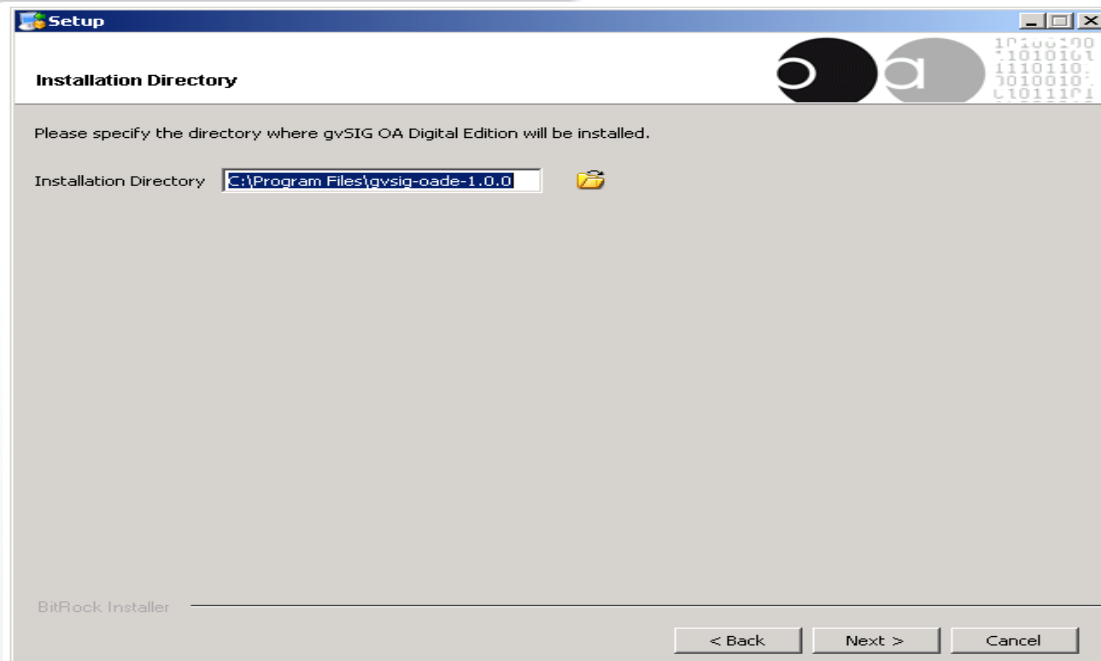 Setup
Installation Directory
oa
Please specify the directory where gvSIG OA Digital Edition will be installed.
Installation Directory C:\Program Files\gvsig-oade-1.0.0
BitRock Installer
< Back Next > Cancel